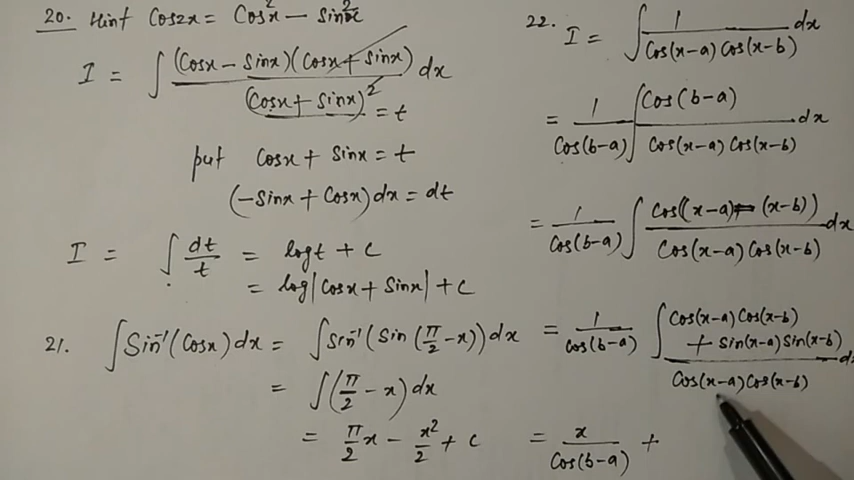 20. Hint Cos2x = Cos²x − Sin²x
I = ∫ (Cosx − Sinx)(Cosx + Sinx) / (Cosx + Sinx)² dx
= t
put Cosx + Sinx = t
(−Sinx + Cosx)dx = dt
I = ∫ dt/t = logt + c
= log|Cosx + Sinx| + c
21. ∫ Sin⁻¹(Cosx)dx = ∫ Sin⁻¹(Sin(π/2 − x))dx
= ∫ (π/2 − x)dx
= π/2 x − x²/2 + c
22. I = ∫ 1 / Cos(x−a) Cos(x−b) dx
= 1/Cos(b−a) ∫ Cos(b−a) / Cos(x−a) Cos(x−b) dx
= 1/Cos(b−a) ∫ Cos((x−a) − (x−b)) / Cos(x−a) Cos(x−b) dx
= 1/Cos(b−a) ∫ Cos(x−a) Cos(x−b) + Sin(x−a) Sin(x−b) / Cos(x−a) Cos(x−b) dx
= x/Cos(b−a) +